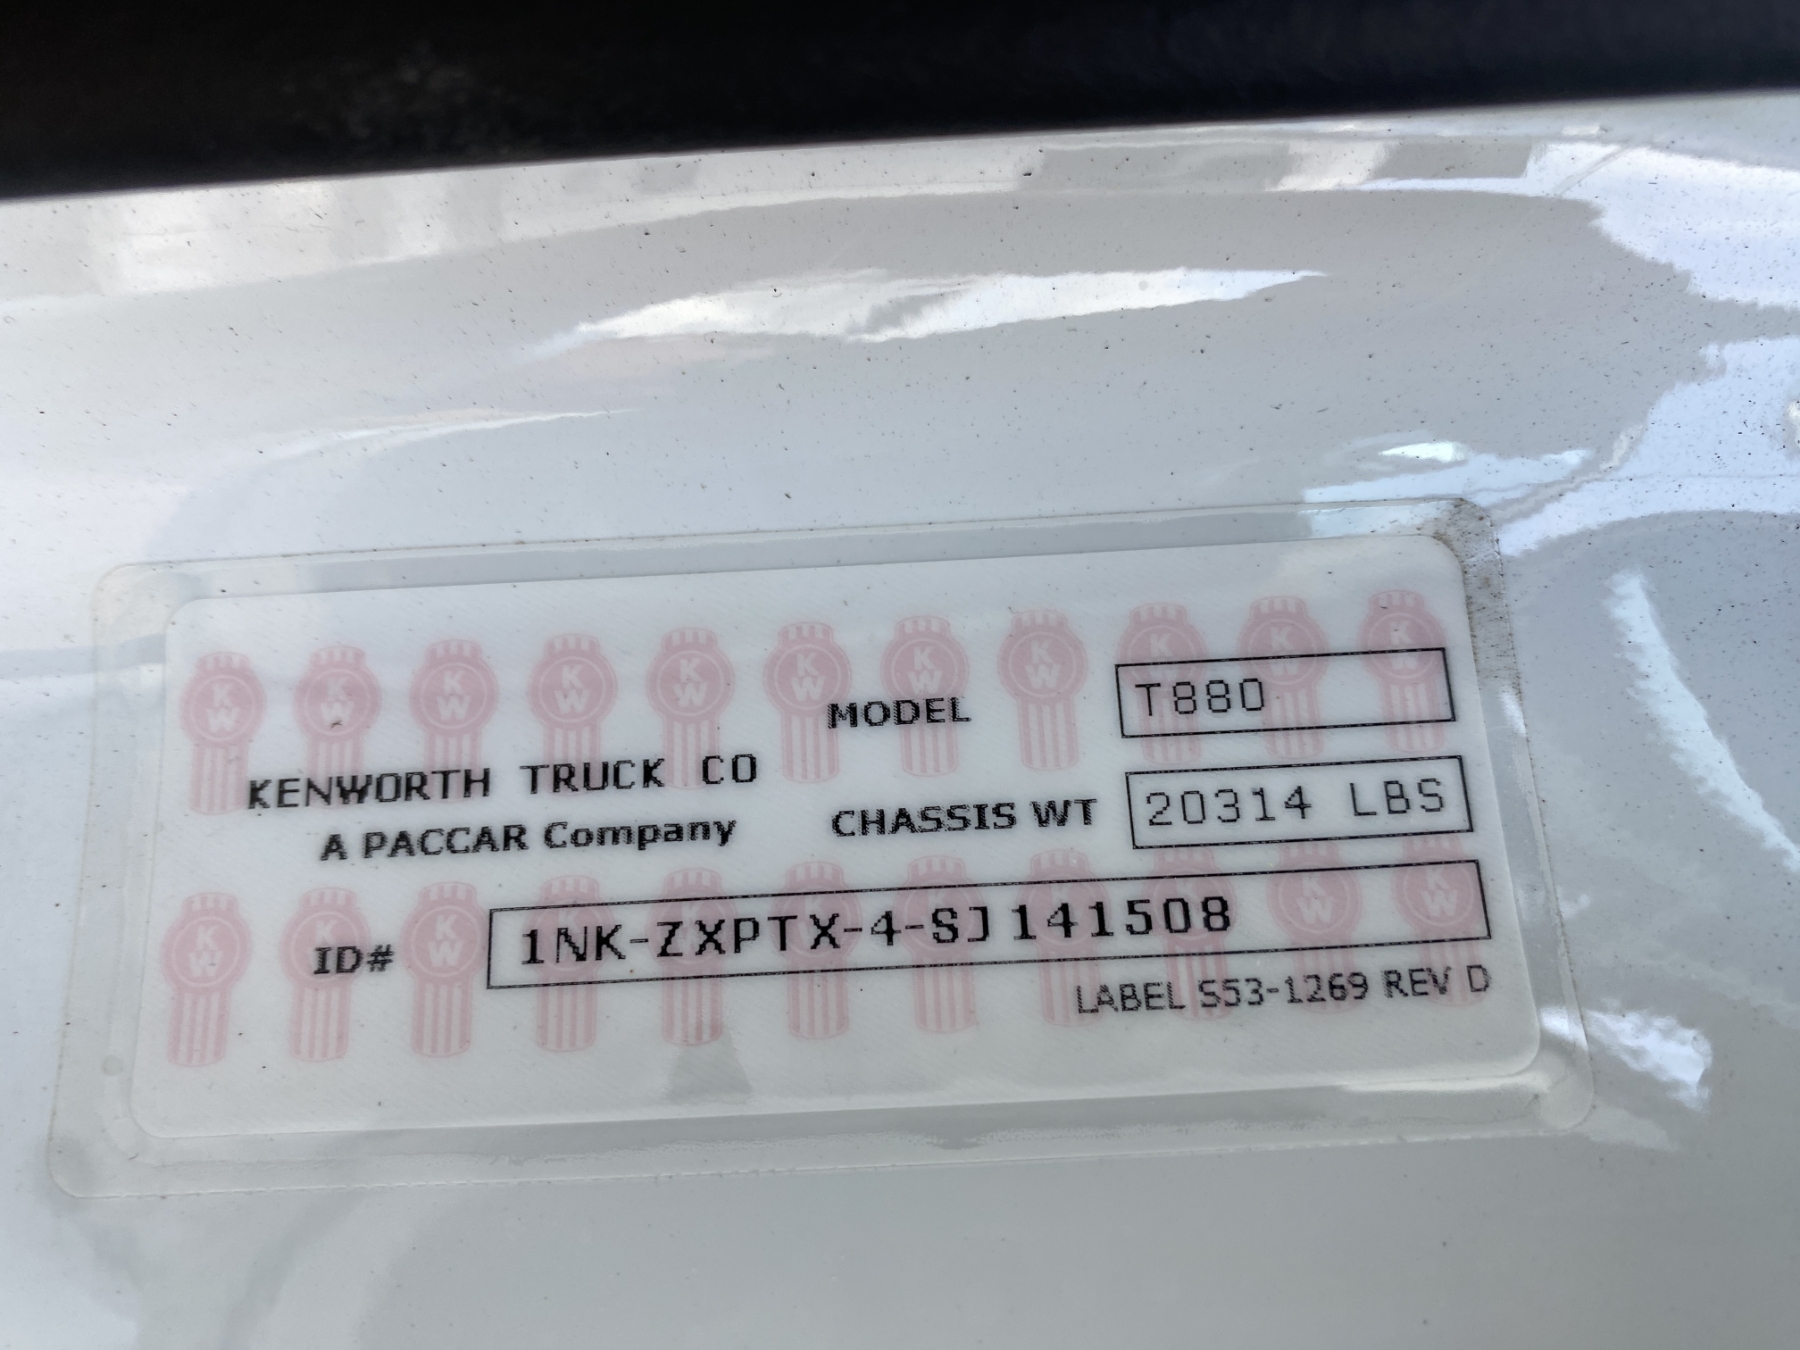 MODEL T880
KENWORTH TRUCK CO
A PACCAR Company
CHASSIS WT 20314 LBS
ID# 1NK-ZXPTX-4-SJ141508
LABEL S53-1269 REV D